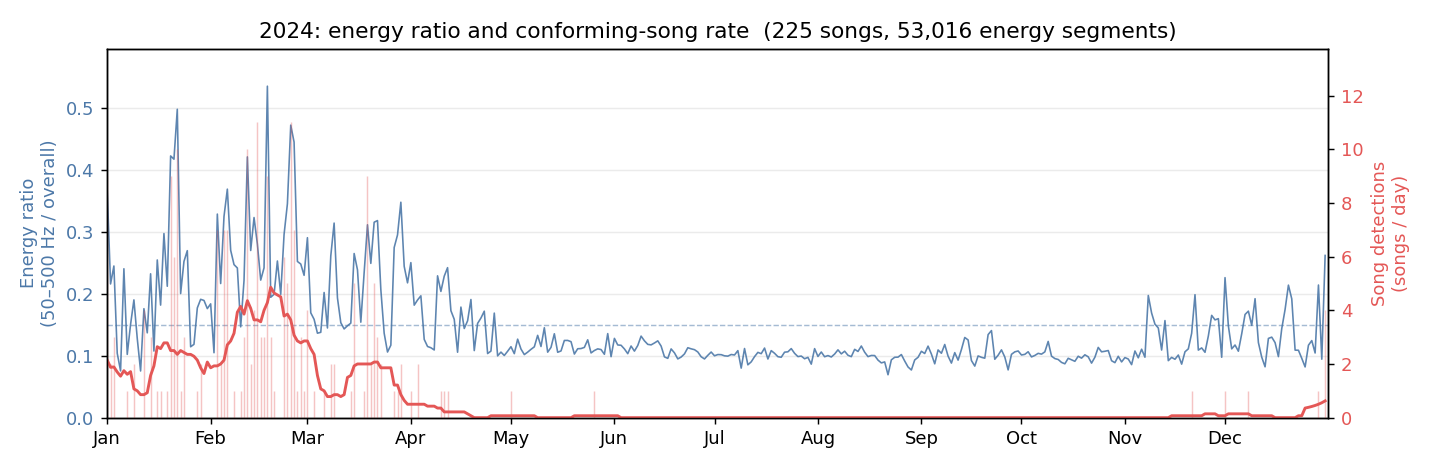 2024: energy ratio and conforming-song rate  (225 songs, 53,016 energy segments)
Energy ratio
(50–500 Hz / overall)
0.5
0.4
0.3
0.2
0.1
0.0
12
10
8
6
4
2
0
Song detections
(songs / day)
Jan
Feb
Mar
Apr
May
Jun
Jul
Aug
Sep
Oct
Nov
Dec